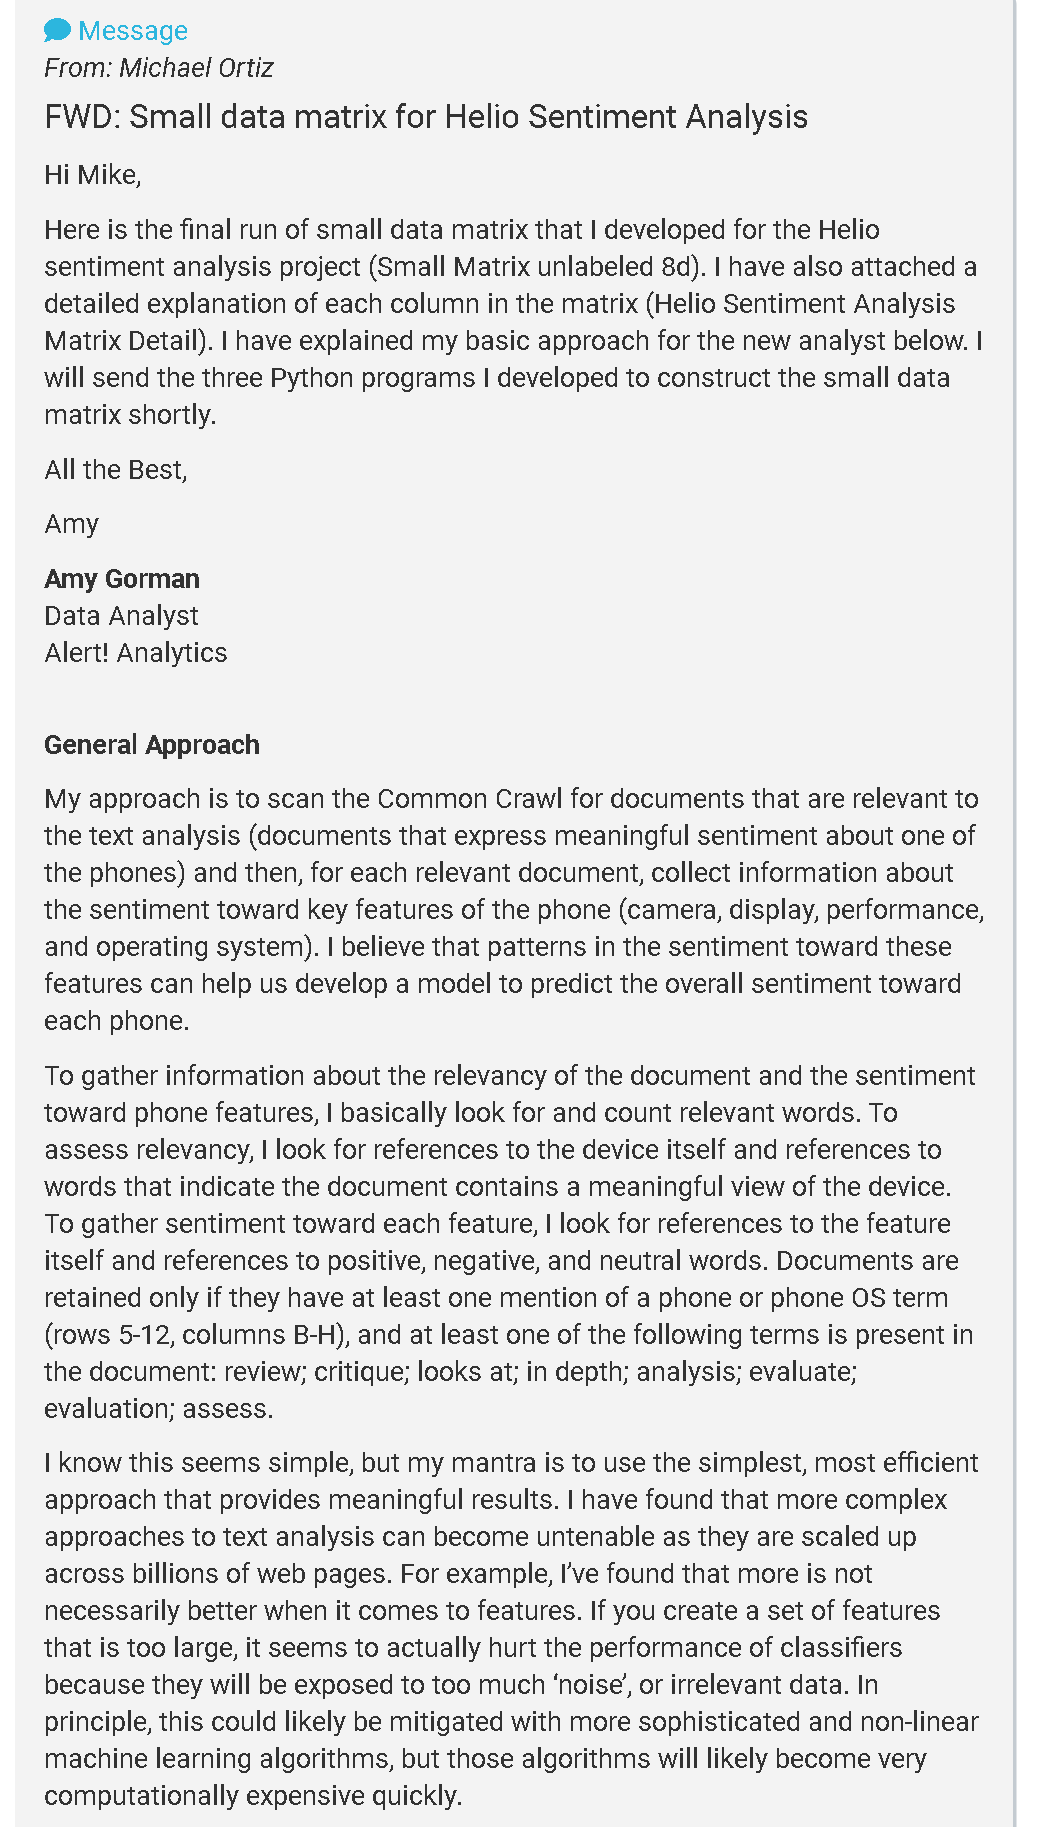 Message
From: Michael Ortiz
FWD: Small data matrix for Helio Sentiment Analysis
Hi Mike,
Here is the final run of small data matrix that I developed for the Helio
sentiment analysis project (Small Matrix unlabeled 8d). I have also attached a
detailed explanation of each column in the matrix (Helio Sentiment Analysis
Matrix Detail). I have explained my basic approach for the new analyst below. I
will send the three Python programs I developed to construct the small data
matrix shortly.
All the Best,
Amy
Amy Gorman
Data Analyst
Alert! Analytics
General Approach
My approach is to scan the Common Crawl for documents that are relevant to
the text analysis (documents that express meaningful sentiment about one of
the phones) and then, for each relevant document, collect information about
the sentiment toward key features of the phone (camera, display, performance,
and operating system). I believe that patterns in the sentiment toward these
features can help us develop a model to predict the overall sentiment toward
each phone.
To gather information about the relevancy of the document and the sentiment
toward phone features, I basically look for and count relevant words. To
assess relevancy, I look for references to the device itself and references to
words that indicate the document contains a meaningful view of the device.
To gather sentiment toward each feature, I look for references to the feature
itself and references to positive, negative, and neutral words. Documents are
retained only if they have at least one mention of a phone or phone OS term
(rows 5-12, columns B-H), and at least one of the following terms is present in
the document: review; critique; looks at; in depth; analysis; evaluate;
evaluation; assess.
I know this seems simple, but my mantra is to use the simplest, most efficient
approach that provides meaningful results. I have found that more complex
approaches to text analysis can become untenable as they are scaled up
across billions of web pages. For example, I’ve found that more is not
necessarily better when it comes to features. If you create a set of features
that is too large, it seems to actually hurt the performance of classifiers
because they will be exposed to too much ‘noise’, or irrelevant data. In
principle, this could likely be mitigated with more sophisticated and non-linear
machine learning algorithms, but those algorithms will likely become very
computationally expensive quickly.